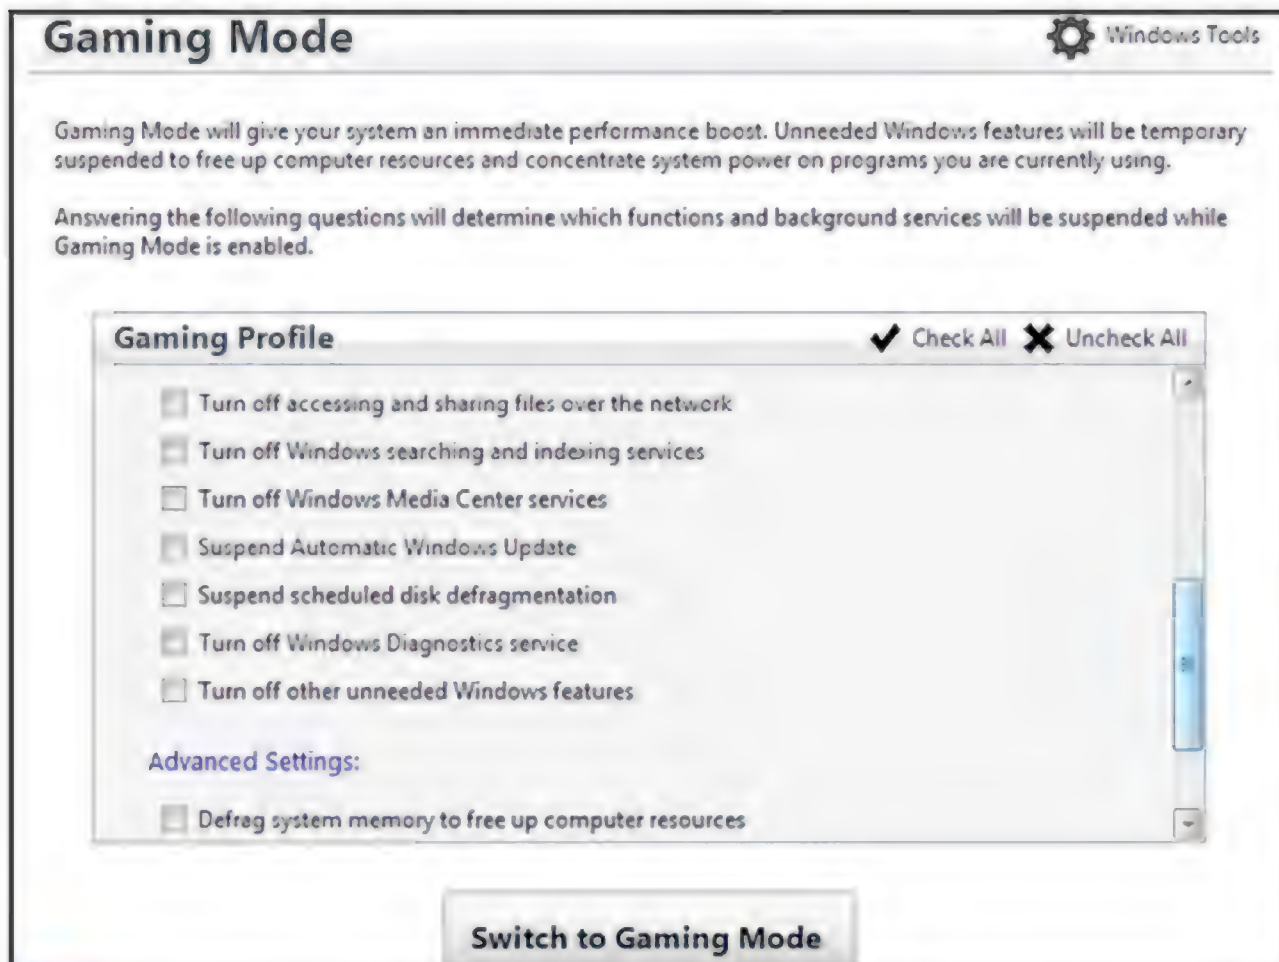 Gaming Mode
Windows Tools
Gaming Mode will give your system an immediate performance boost. Unneeded Windows features will be temporary
suspended to free up computer resources and concentrate system power on programs you are currently using.
Answering the following questions will determine which functions and background services will be suspended while
Gaming Mode is enabled.
Gaming Profile
Check All
Uncheck All
Turn off accessing and sharing files over the network
Turn off Windows searching and indexing services
Turn off Windows Media Center services
Suspend Automatic Windows Update
Suspend scheduled disk defragmentation
Turn off Windows Diagnostics service
Turn off other unneeded Windows features
Advanced Settings:
Defrag system memory to free up computer resources
Switch to Gaming Mode